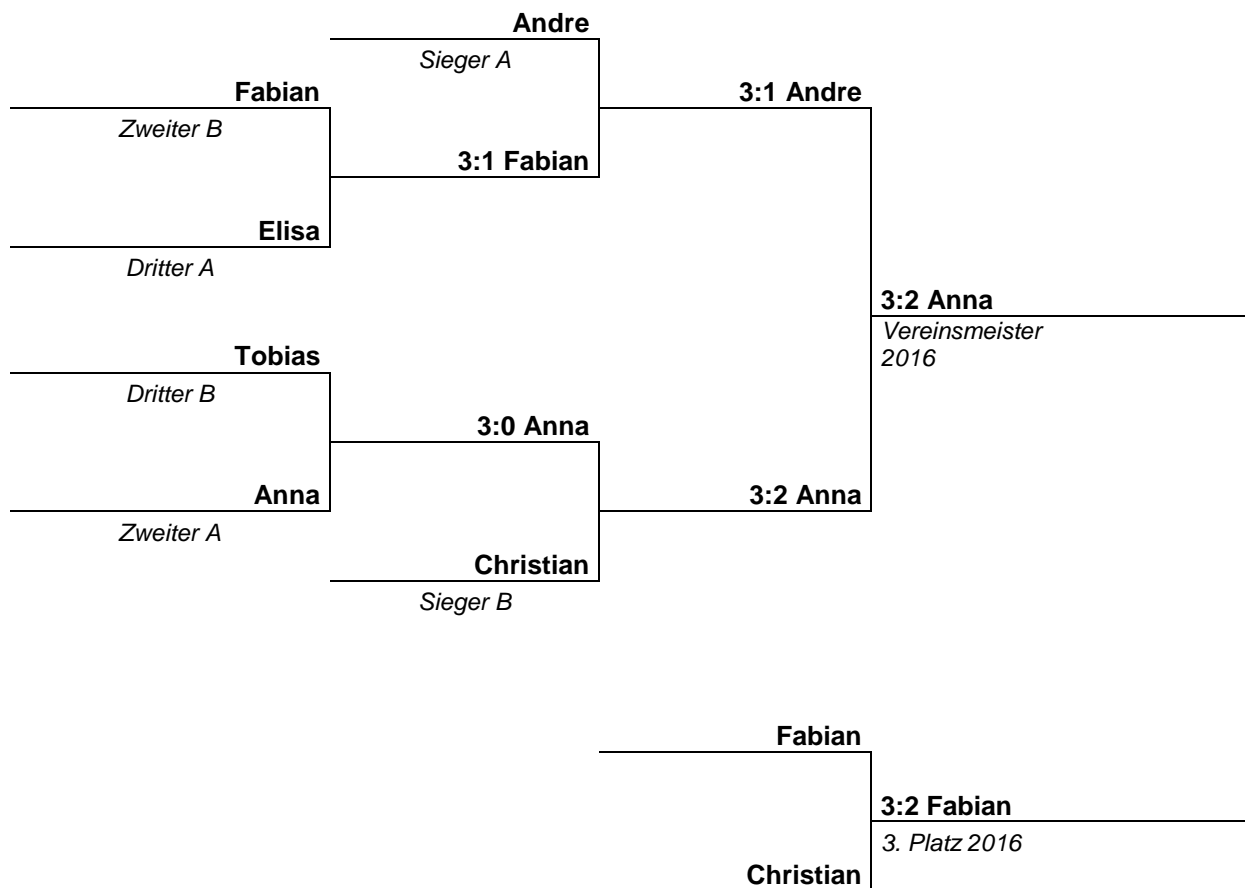 Andre
Sieger A
Fabian
3:1 Andre
Zweiter B
3:1 Fabian
Elisa
Dritter A
3:2 Anna
Vereinsmeister
2016
Tobias
Dritter B
3:0 Anna
Anna
3:2 Anna
Zweiter A
Christian
Sieger B
Fabian
3:2 Fabian
3. Platz 2016
Christian